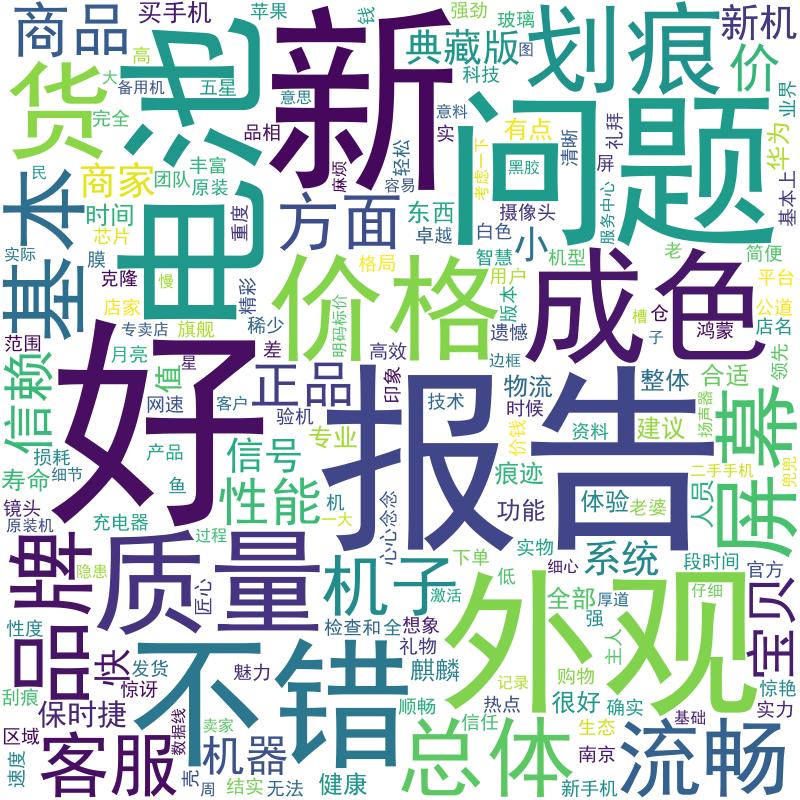 商品
买手机
苹果
新
钱
强劲
玻璃
典藏版
图
划痕
新机
价
业界
货
电池
高
大
备用机
五星
意思
科技
意料
完全
品相
实
轻松
有点
清晰
礼拜
屏
华为
问题
民
商家
团队
丰富
原装
麻烦
容易
考虑一下
黑胶
基本
时间
芯片
重度
方面
东西
卓越
白色
摄像头
服务中心
基本上
实际
膜
克隆
格局
智慧
小
机型
老
简便
店家
慢
精彩
价格
用户
版本
成色
平台
公道
仓
槽
范围
专卖店
旗舰
稀少
明码标价
遗憾
子
鸿蒙
店名
月亮
星
差
高效
边框
领先
信赖
值
好
网速
客户
正品
印象
验机
技术
物流
时候
整体
合适
扬声器
报告
价钱
资料
建议
屏幕
寿命
损耗
细节
产品
鱼
信号
专业
痕迹
二手手机
兜兜
镜头
原装机
充电器
性能
机
一大
心心念念
功能
体验
老婆
人员
品牌
质量
过程
隐患
匠心
机子
下单
实物
细心
系统
段时间
官方
激活
低
外观
全部
厚道
仔细
宝贝
性度
快
发货
不错
检查和
全
想象
礼物
强
主人
刮痕
惊讶
魅力
麒麟
记录
购物
惊艳
保时捷
数据线
卖家
顺畅
热点
很好
确实
基础
实力
区域
客服
机器
总体
信任
生态
南京
流畅
速度
壳
周
结实
无法
健康
新手机